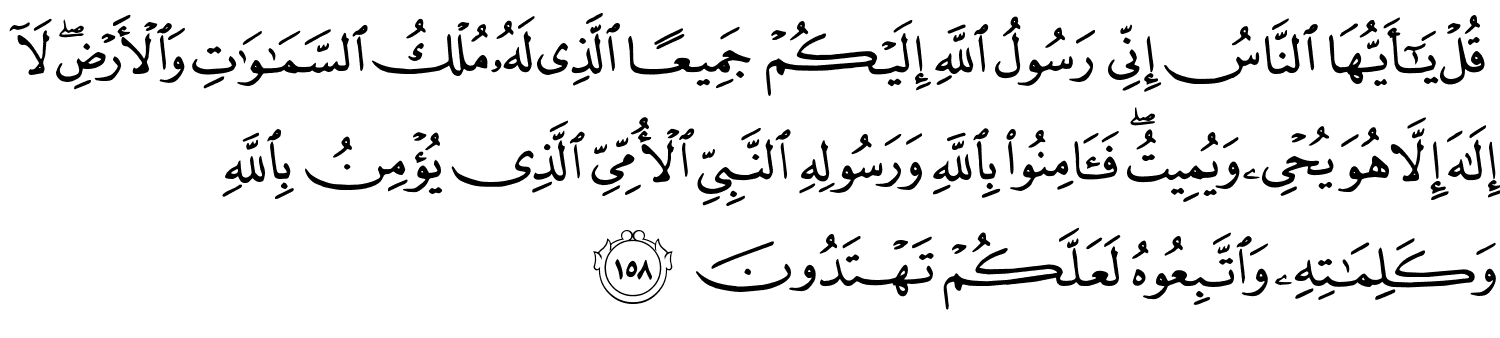 قُلْ يَـٰٓأَيُّهَا ٱلنَّاسُ إِنِّى رَسُولُ ٱللَّهِ إِلَيْكُمْ جَمِيعًا ٱلَّذِى لَهُۥ مُلْكُ ٱلسَّمَـٰوَٰتِ وَٱلْأَرْضِ ۖ لَآ
إِلَـٰهَ إِلَّا هُوَ يُحْىِۦ وَيُمِيتُ ۖ فَـَٔامِنُوا۟ بِٱللَّهِ وَرَسُولِهِ ٱلنَّبِىِّ ٱلْأُمِّىِّ ٱلَّذِى يُؤْمِنُ بِٱللَّهِ
وَكَلِمَـٰتِهِۦ وَٱتَّبِعُوهُ لَعَلَّكُمْ تَهْتَدُونَ ١٥٨